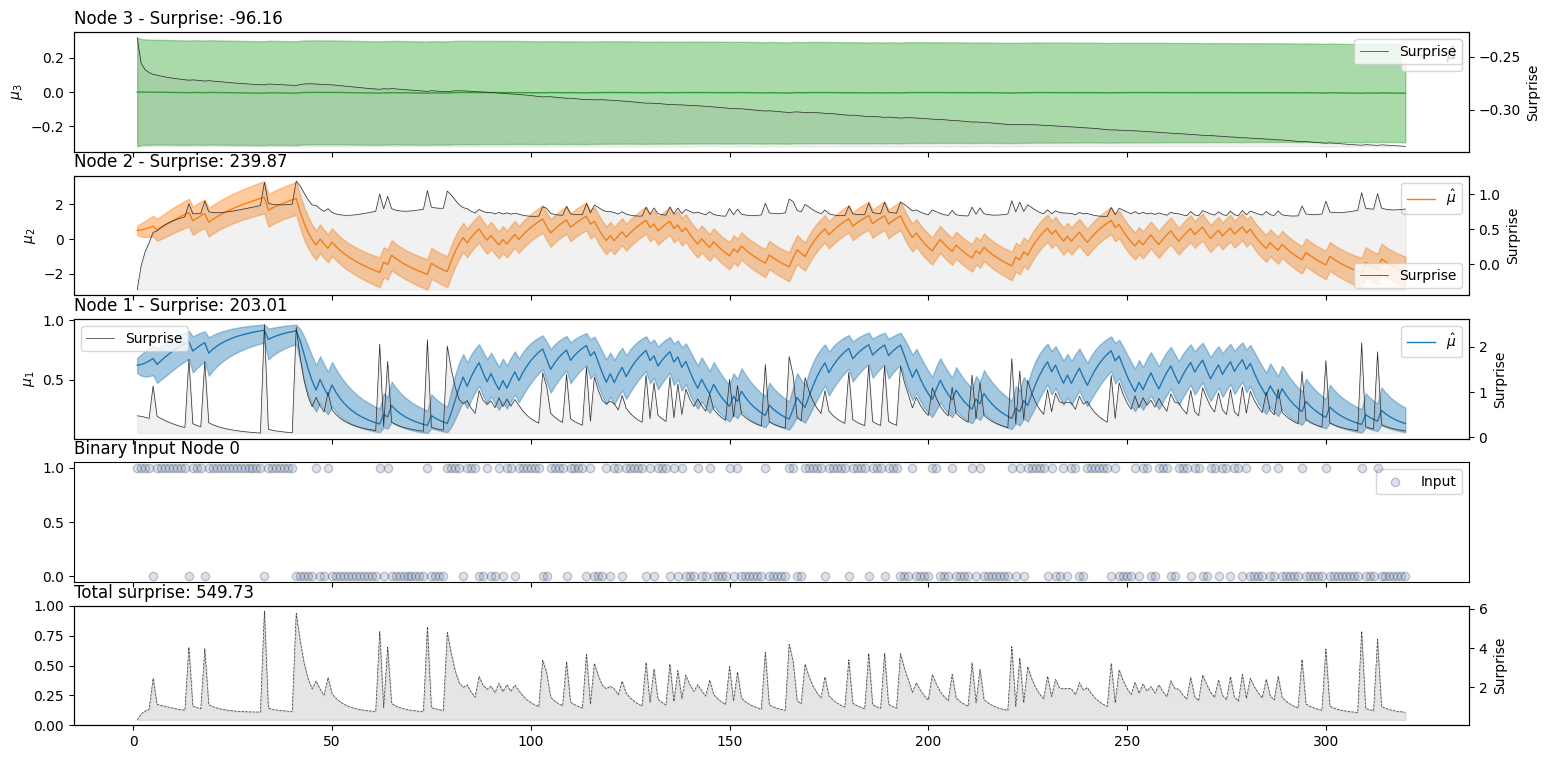 Node 3 - Surprise: -96.16
0.2
0.0
−0.2
μ3
Surprise
−0.25
−0.30
Surprise
Node 2 - Surprise: 239.87
2
0
−2
μ2
μ̂
Surprise
1.0
0.5
0.0
Surprise
Node 1 - Surprise: 203.01
1.0
0.5
μ1
Surprise
μ̂
2
1
0
Surprise
Binary Input Node 0
1.0
0.5
0.0
Input
Total surprise: 549.73
1.00
0.75
0.50
0.25
0.00
6
4
2
Surprise
0 50 100 150 200 250 300